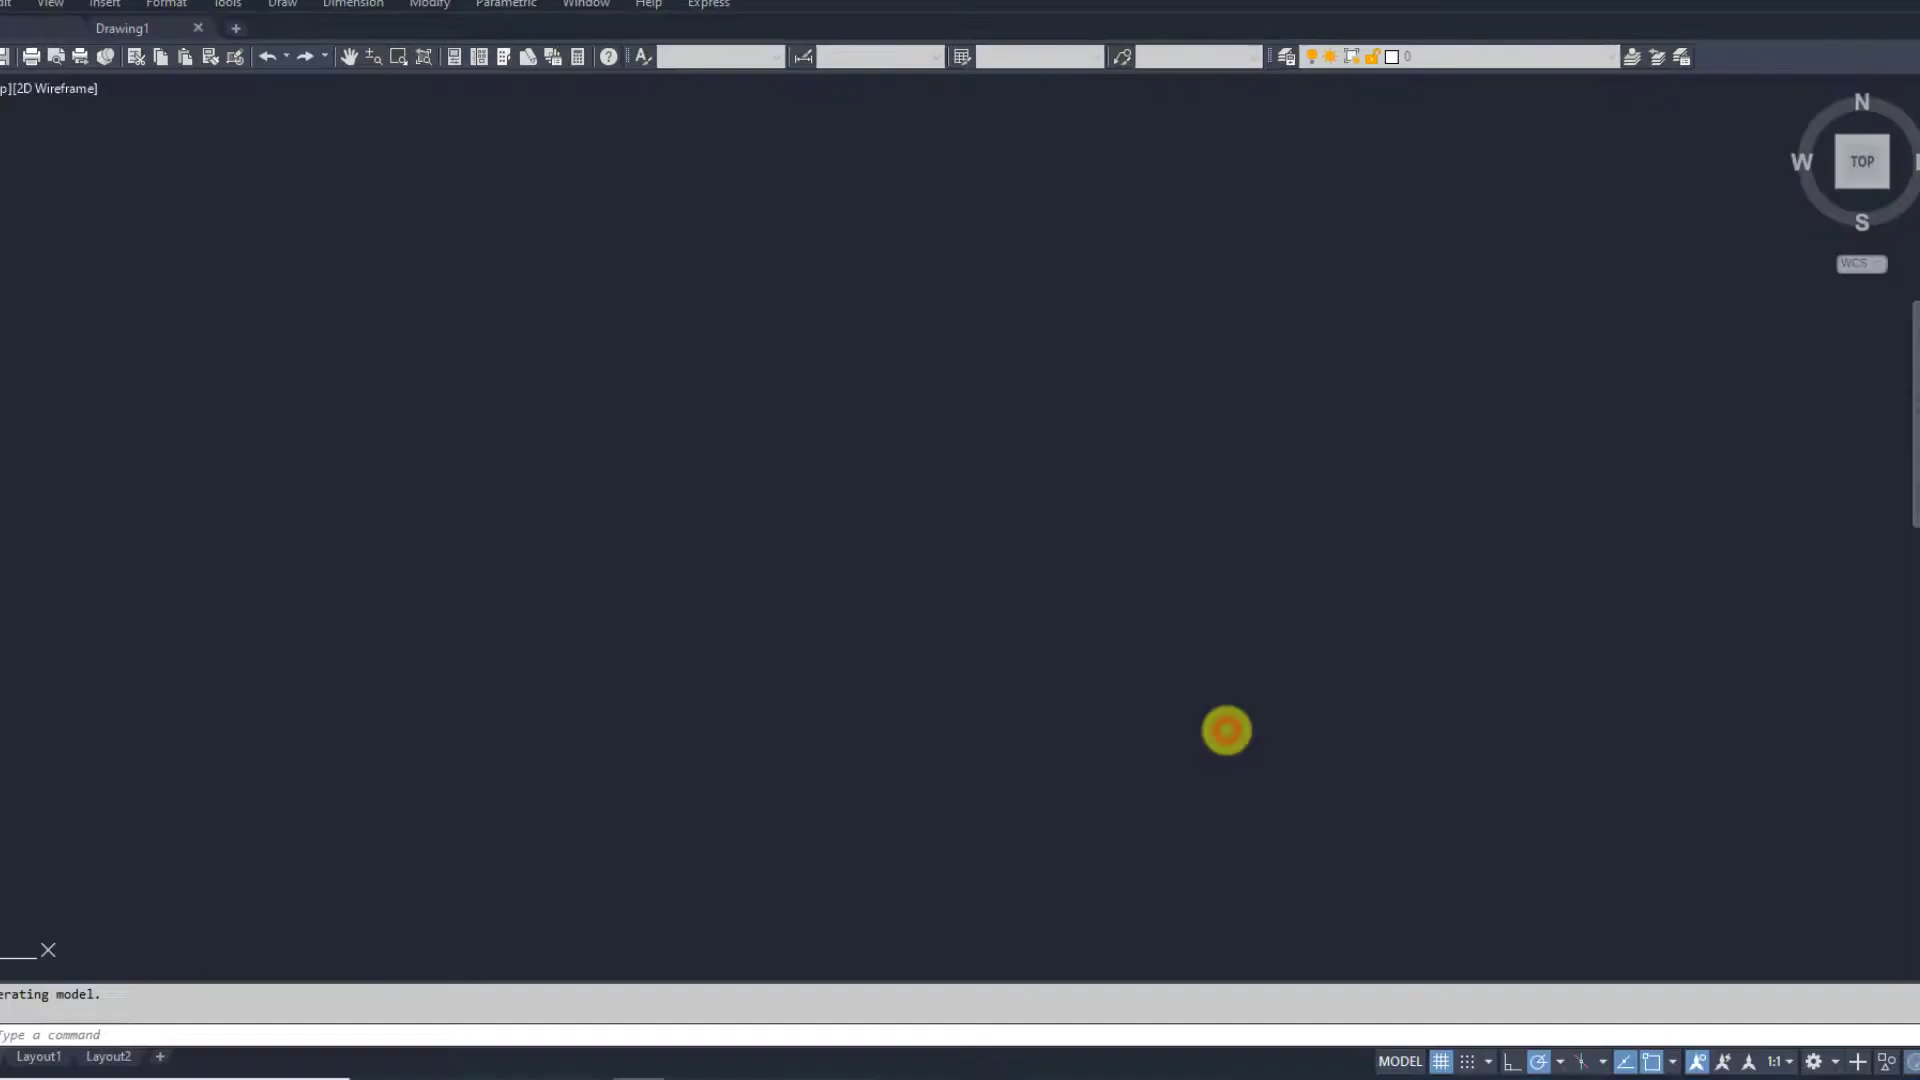 View Insert Format Tools Draw Dimension Modify Parametric Window Help Express
Drawing1
0
p][2D Wireframe]
N
W TOP
S
WCS
erating model.
Type a command
Layout1 Layout2
MODEL 1:1